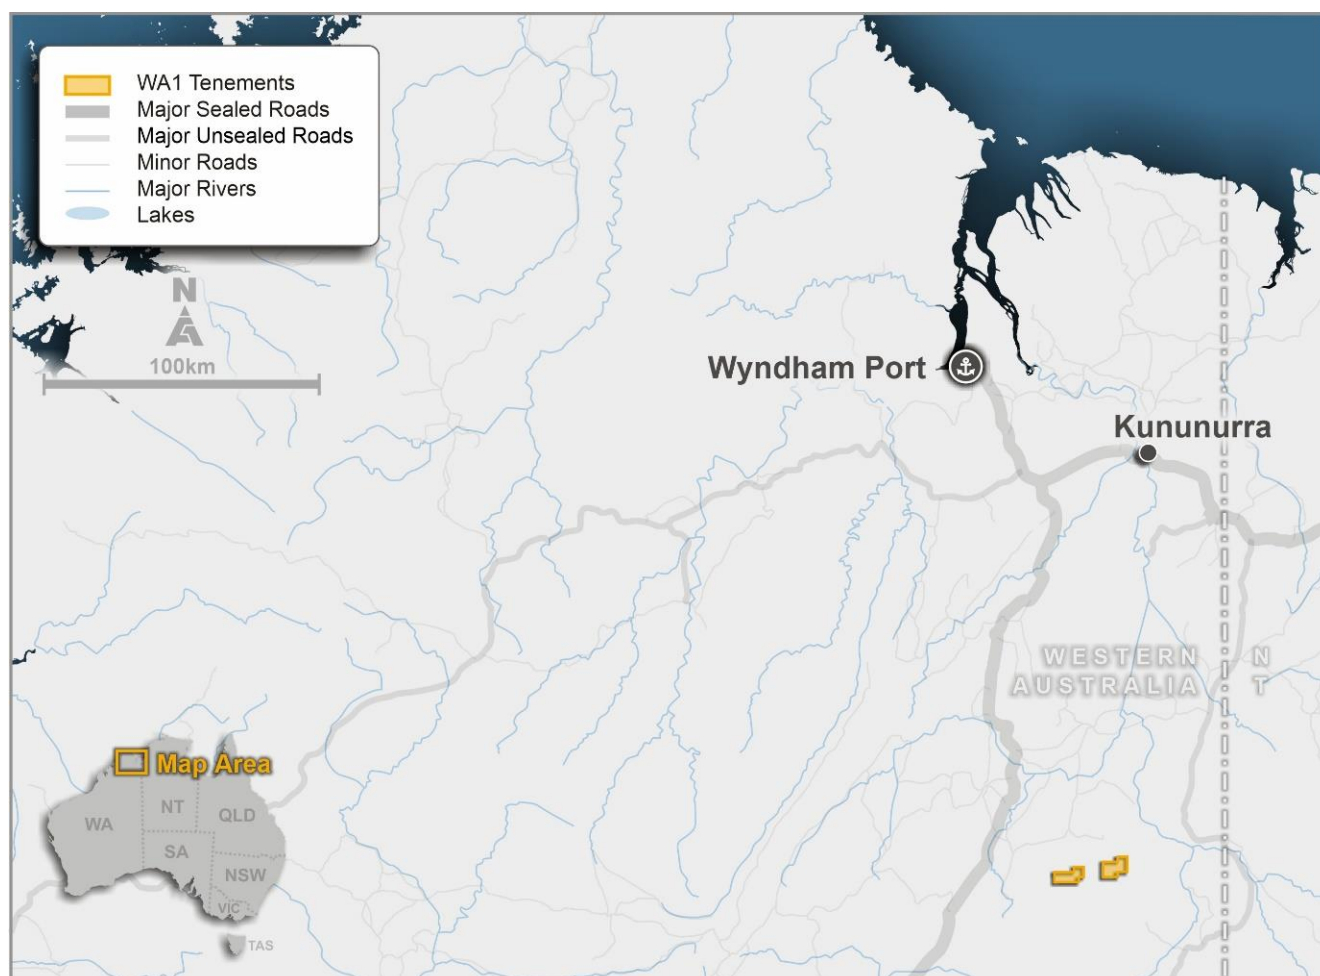 WA1 Tenements
Major Sealed Roads
Major Unsealed Roads
Minor Roads
Major Rivers
Lakes
N
100km
Wyndham Port
Kununurra
WESTERN
AUSTRALIA
N
T
Map Area
WA
NT
QLD
SA
NSW
VIC
TAS